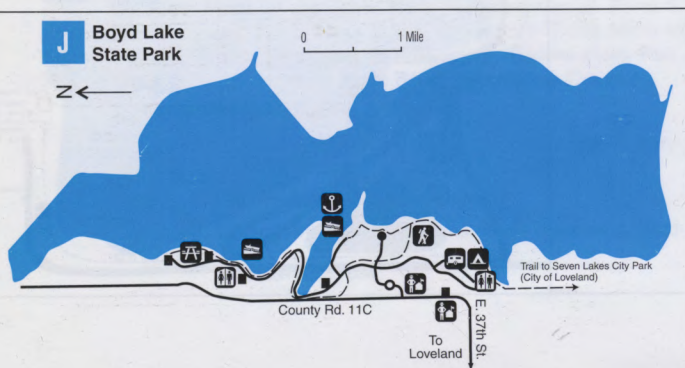 J
Boyd Lake
State Park
0 1 Mile
N
Trail to Seven Lakes City Park
(City of Loveland)
County Rd. 11C
E. 37th St.
To
Loveland